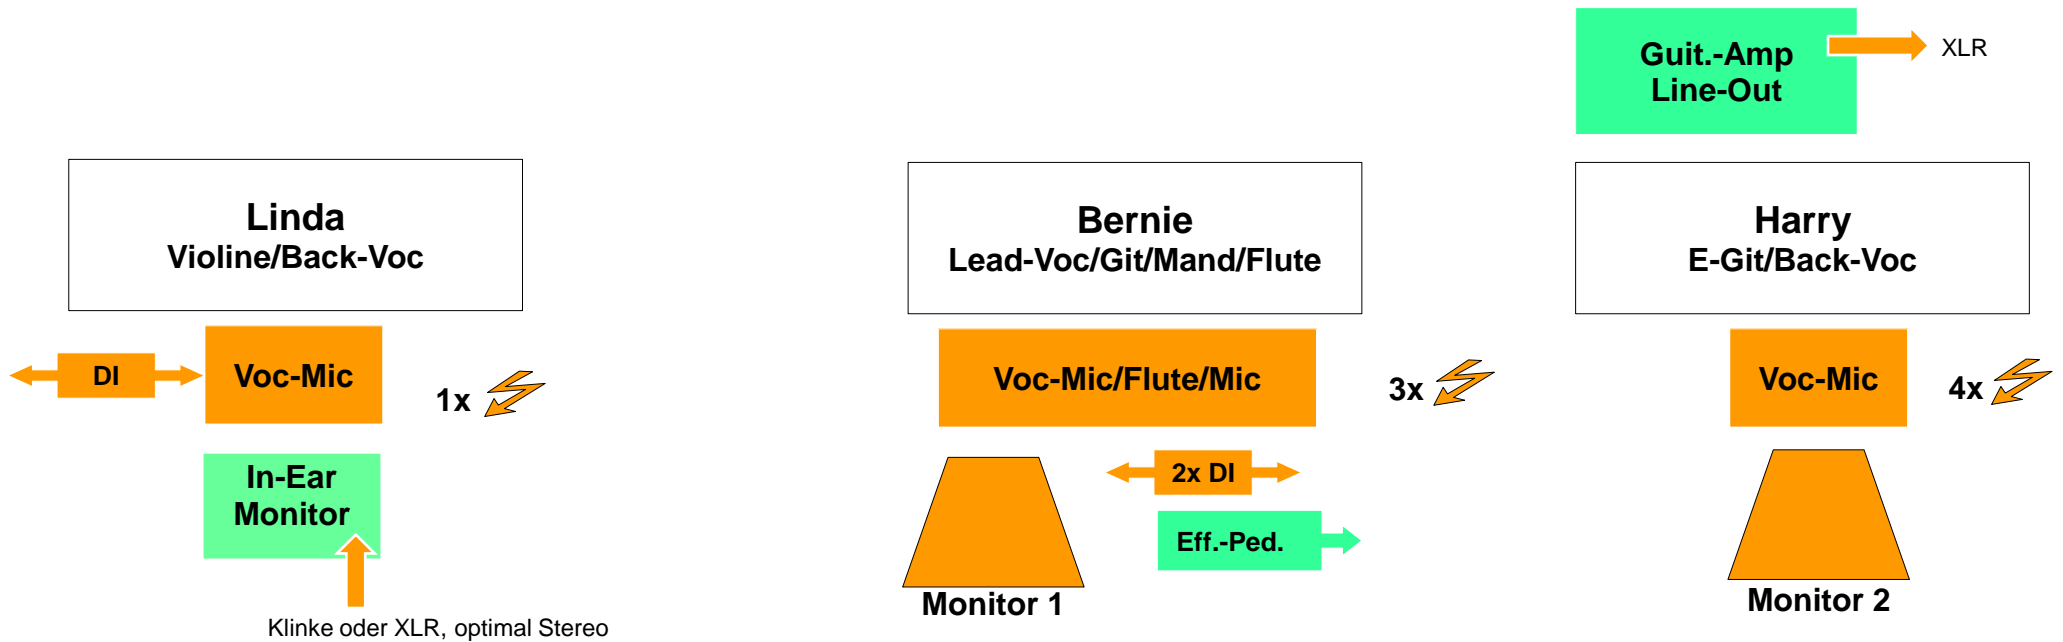 Guit.-Amp
Line-Out
XLR
Linda
Violine/Back-Voc
Bernie
Lead-Voc/Git/Mand/Flute
Harry
E-Git/Back-Voc
DI
Voc-Mic
1x
Voc-Mic/Flute/Mic
3x
Voc-Mic
4x
In-Ear
Monitor
2x DI
Eff.-Ped.
Monitor 1
Monitor 2
Klinke oder XLR, optimal Stereo